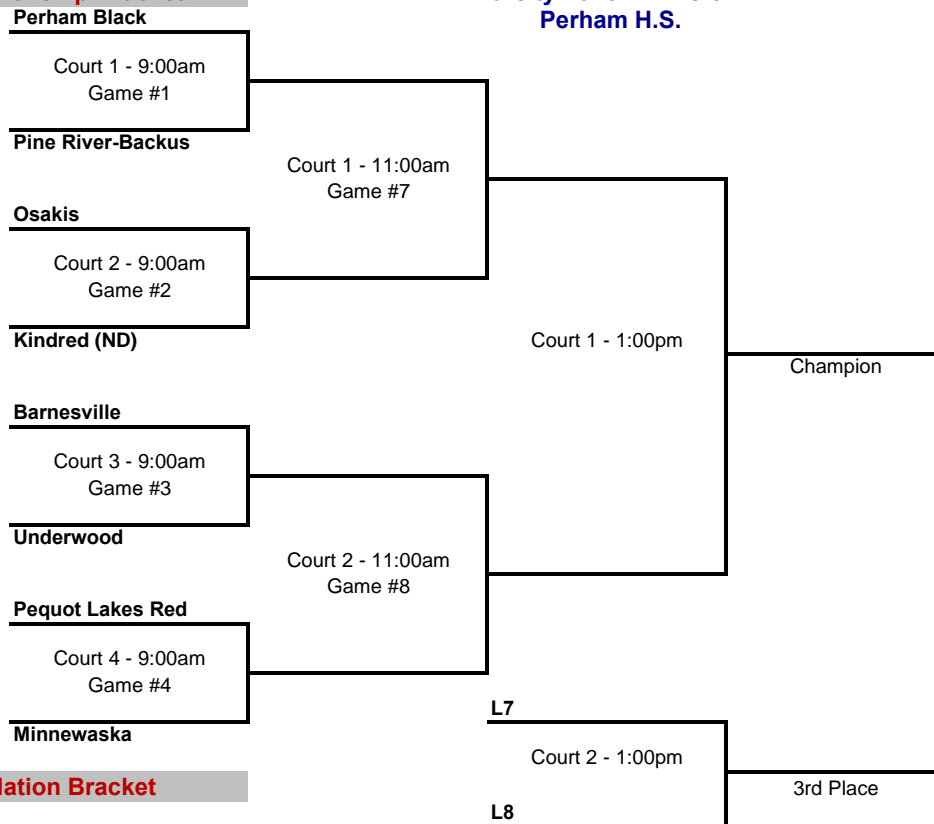 Perham H.S.
Perham Black
Court 1 - 9:00am
Game #1
Pine River-Backus
Court 1 - 11:00am
Game #7
Osakis
Court 2 - 9:00am
Game #2
Kindred (ND)
Court 1 - 1:00pm
Champion
Barnesville
Court 3 - 9:00am
Game #3
Underwood
Court 2 - 11:00am
Game #8
Pequot Lakes Red
Court 4 - 9:00am
Game #4
Minnewaska
L7
Court 2 - 1:00pm
3rd Place
L8
Bracket